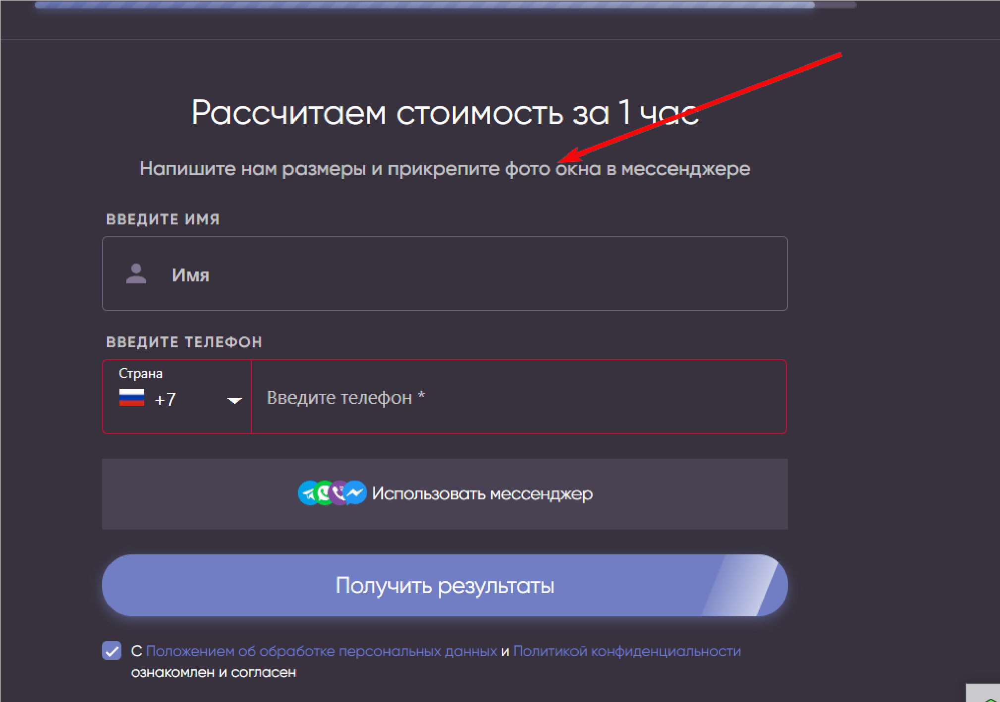 Рассчитаем стоимость за 1 час
Напишите нам размеры и прикрепите фото окна в мессенджере
ВВЕДИТЕ ИМЯ
Имя
ВВЕДИТЕ ТЕЛЕФОН
Страна
+7
Введите телефон *
Использовать мессенджер
Получить результаты
С Положением об обработке персональных данных и Политикой конфиденциальности
ознакомлен и согласен